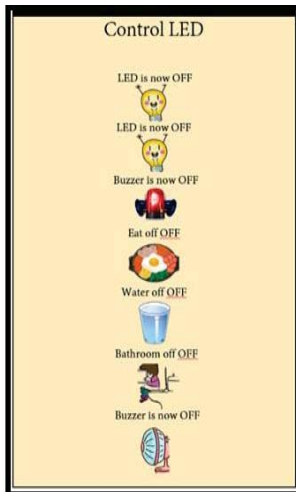 Control LED
LED is now OFF
LED is now OFF
Buzzer is now OFF
Eat off OFF
Water off OFF
Bathroom off OFF
Buzzer is now OFF